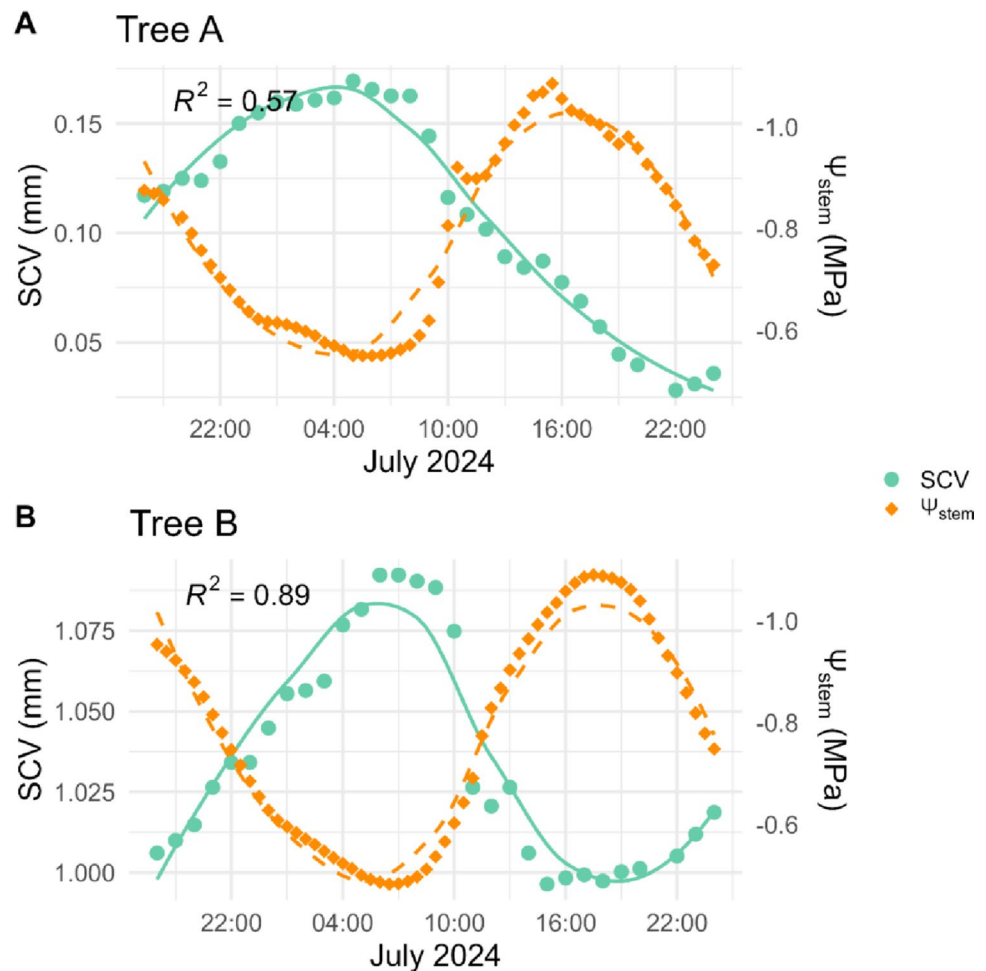 A
Tree A
R² = 0.57
SCV (mm)
0.15
0.10
0.05
-1.0
-0.8
-0.6
Ψstem (MPa)
22:00 04:00 10:00 16:00 22:00
July 2024
SCV
Ψstem
B
Tree B
R² = 0.89
SCV (mm)
1.075
1.050
1.025
1.000
-1.0
-0.8
-0.6
Ψstem (MPa)
22:00 04:00 10:00 16:00 22:00
July 2024